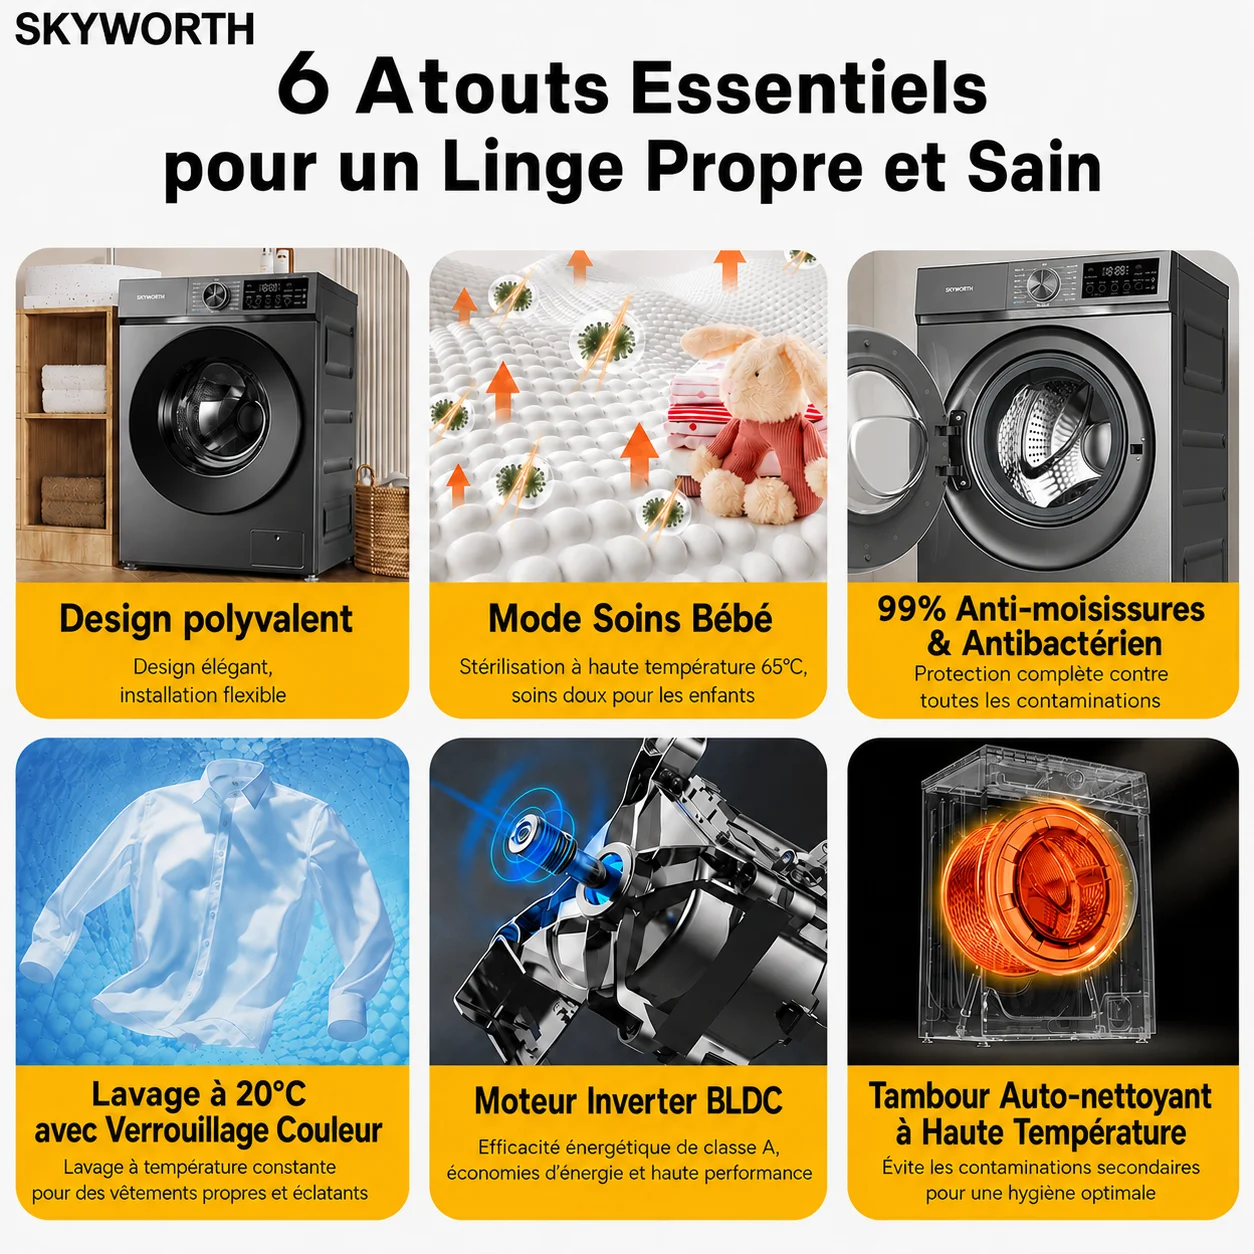 SKYWORTH
6 Atouts Essentiels
pour un Linge Propre et Sain
SKYWORTH
SKYWORTH
Design polyvalent
Design élégant,
installation flexible
Mode Soins Bébé
Stérilisation à haute température 65°C,
soins doux pour les enfants
99% Anti-moisissures
& Antibactérien
Protection complète contre
toutes les contaminations
Lavage à 20°C
avec Verrouillage Couleur
Lavage à température constante
pour des vêtements propres et éclatants
Moteur Inverter BLDC
Efficacité énergétique de classe A,
économies d'énergie et haute performance
Tambour Auto-nettoyant
à Haute Température
Évite les contaminations secondaires
pour une hygiène optimale